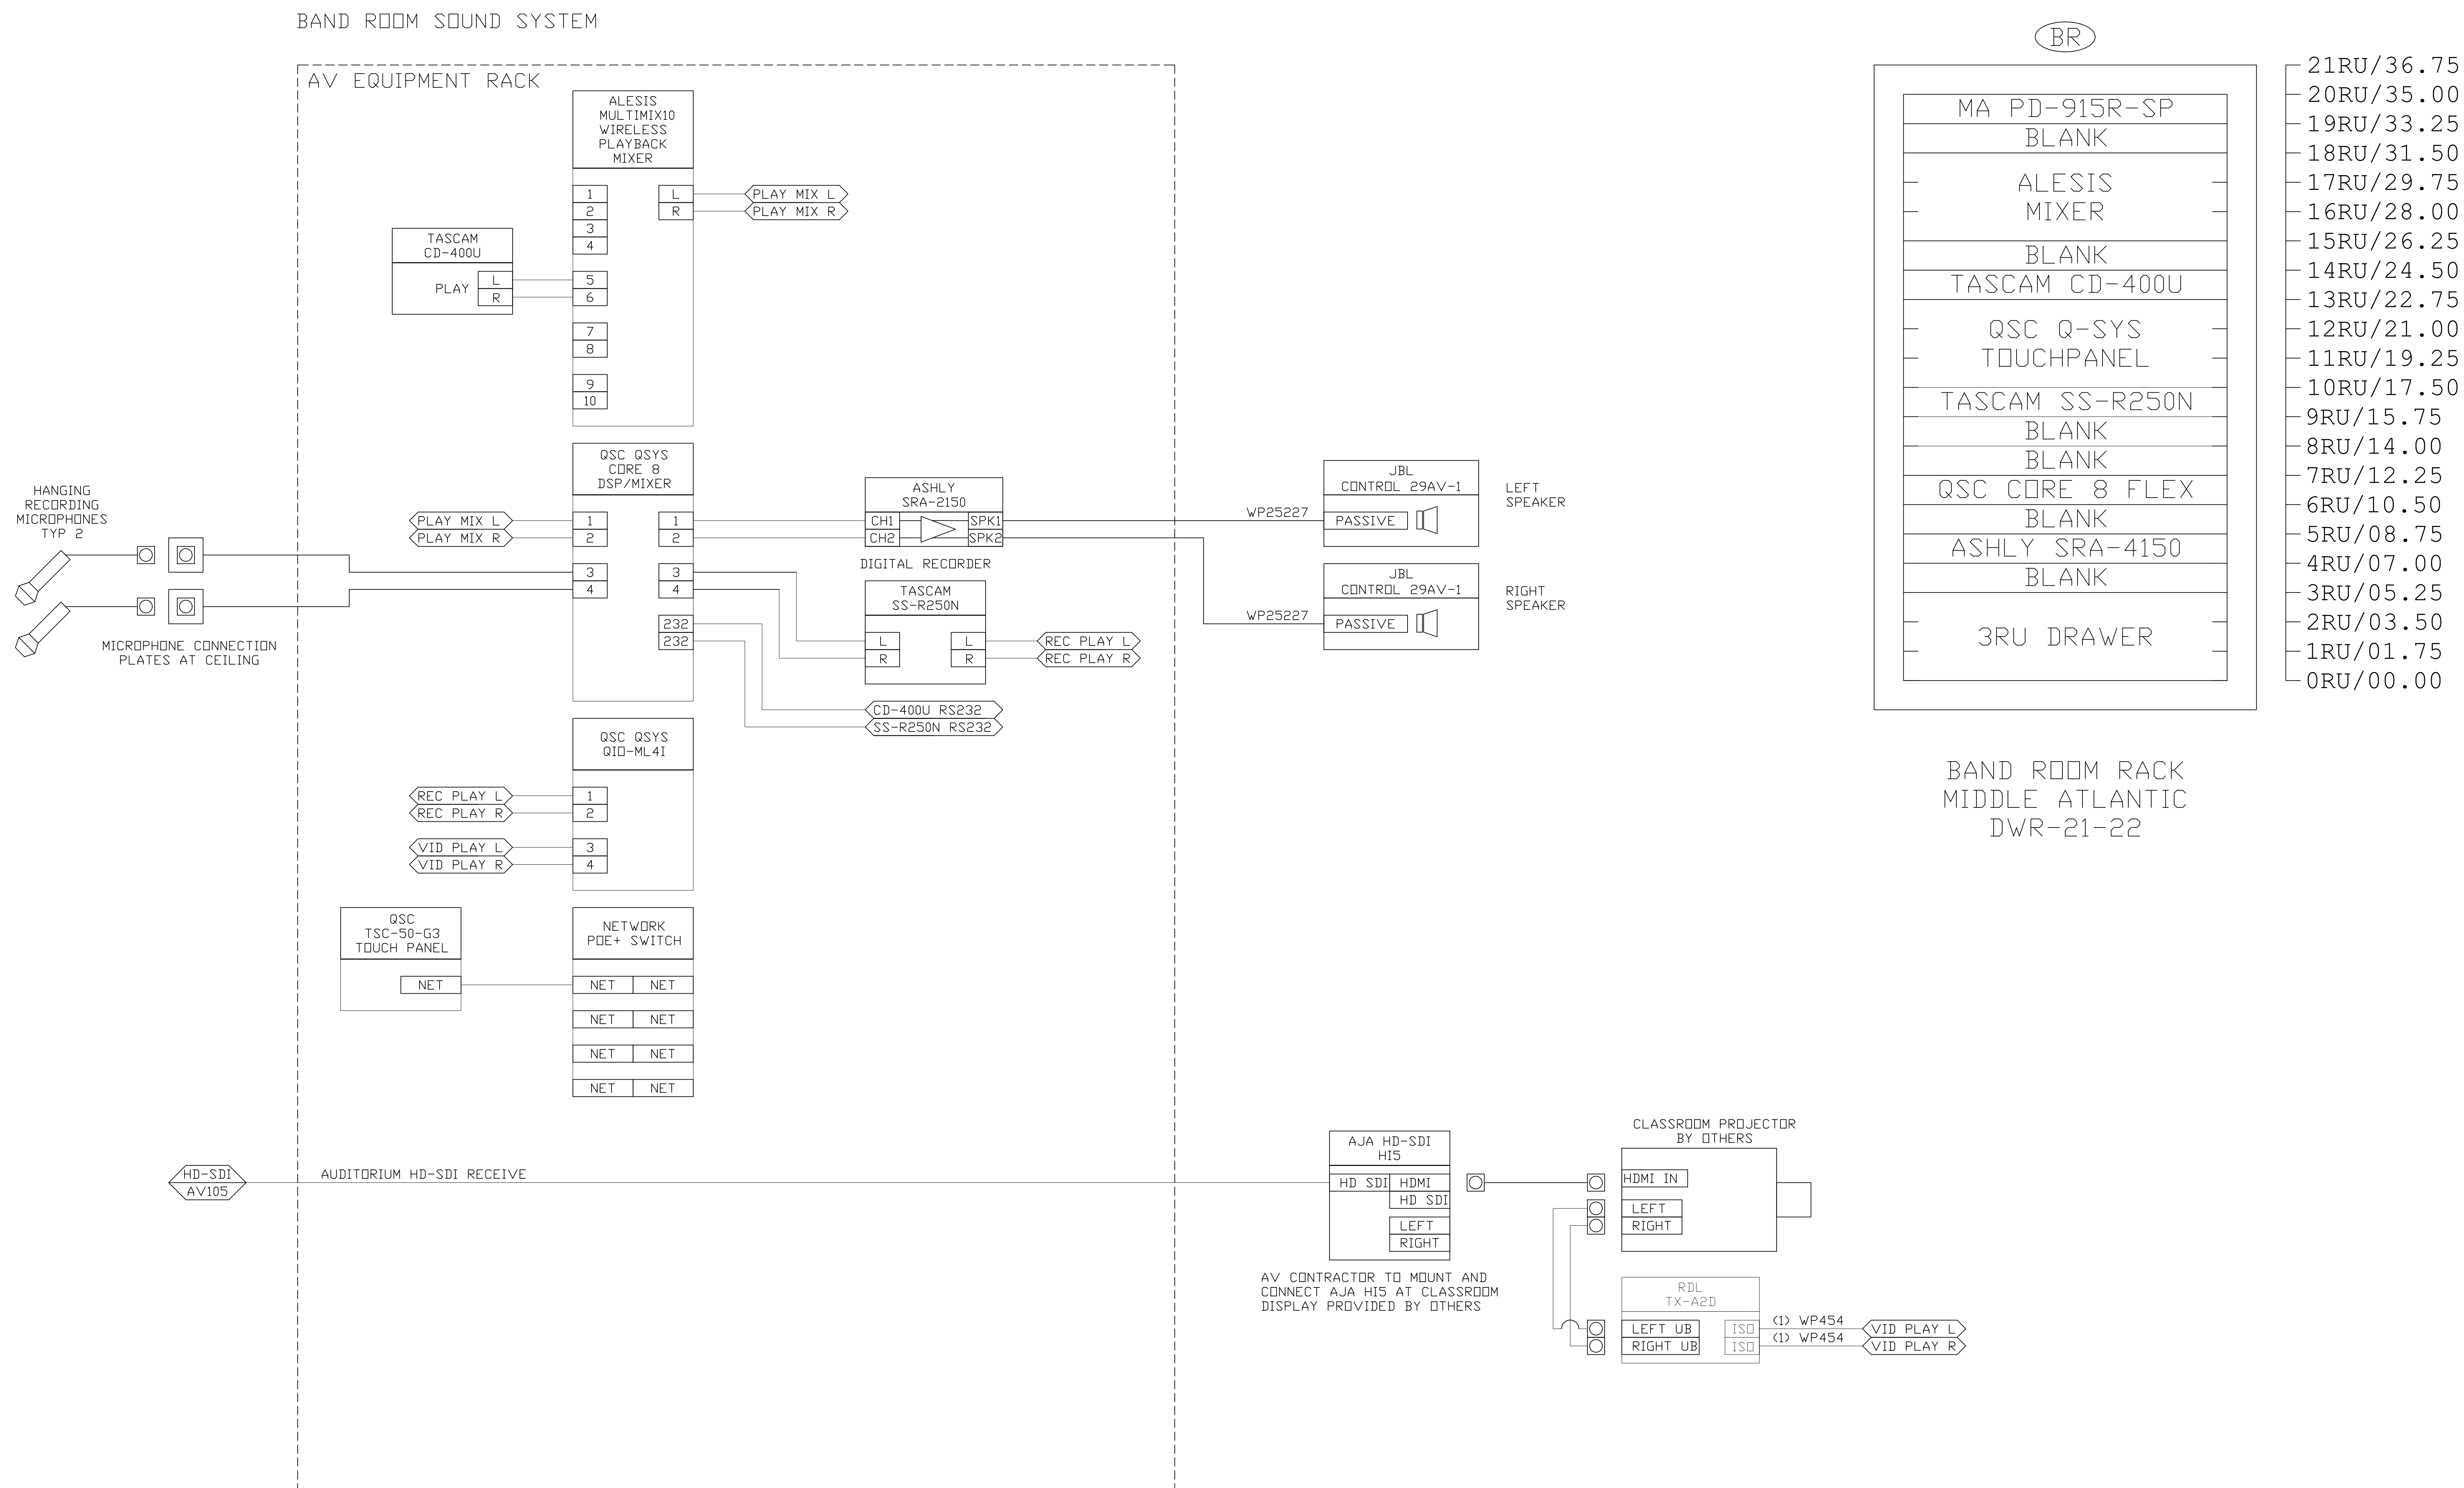 BAND ROOM SOUND SYSTEM
AV EQUIPMENT RACK
ALESIS
MULTIMIX10
WIRELESS
PLAYBACK
MIXER
1
2
3
4
5
6
7
8
9
10
L
R
PLAY MIX L
PLAY MIX R
TASCAM
CD-400U
PLAY
L
R
QSC QSYS
CORE 8
DSP/MIXER
PLAY MIX L
PLAY MIX R
1
2
3
4
1
2
3
4
232
232
HANGING
RECORDING
MICROPHONES
TYP 2
MICROPHONE CONNECTION
PLATES AT CEILING
ASHLY
SRA-2150
CH1
CH2
SPK1
SPK2
DIGITAL RECORDER
TASCAM
SS-R250N
L
R
L
R
REC PLAY L
REC PLAY R
CD-400U RS232
SS-R250N RS232
WP25227
JBL
CONTROL 29AV-1
PASSIVE
LEFT
SPEAKER
WP25227
JBL
CONTROL 29AV-1
PASSIVE
RIGHT
SPEAKER
QSC QSYS
QIO-ML4I
REC PLAY L
REC PLAY R
VID PLAY L
VID PLAY R
1
2
3
4
QSC
TSC-50-G3
TOUCH PANEL
NET
NETWORK
POE+ SWITCH
NET NET
NET NET
NET NET
NET NET
HD-SDI
AV105
AUDITORIUM HD-SDI RECEIVE
AJA HD-SDI
HI5
HD SDI HDMI
HD SDI
LEFT
RIGHT
AV CONTRACTOR TO MOUNT AND
CONNECT AJA HI5 AT CLASSROOM
DISPLAY PROVIDED BY OTHERS
CLASSROOM PROJECTOR
BY OTHERS
HDMI IN
LEFT
RIGHT
RDL
TX-A2D
LEFT UB ISO
RIGHT UB ISO
(1) WP454
(1) WP454
VID PLAY L
VID PLAY R
BR
MA PD-915R-SP
BLANK
ALESIS
MIXER
BLANK
TASCAM CD-400U
QSC Q-SYS
TOUCHPANEL
TASCAM SS-R250N
BLANK
BLANK
QSC CORE 8 FLEX
BLANK
ASHLY SRA-4150
BLANK
3RU DRAWER
21RU/36.75
20RU/35.00
19RU/33.25
18RU/31.50
17RU/29.75
16RU/28.00
15RU/26.25
14RU/24.50
13RU/22.75
12RU/21.00
11RU/19.25
10RU/17.50
9RU/15.75
8RU/14.00
7RU/12.25
6RU/10.50
5RU/08.75
4RU/07.00
3RU/05.25
2RU/03.50
1RU/01.75
0RU/00.00
BAND ROOM RACK
MIDDLE ATLANTIC
DWR-21-22